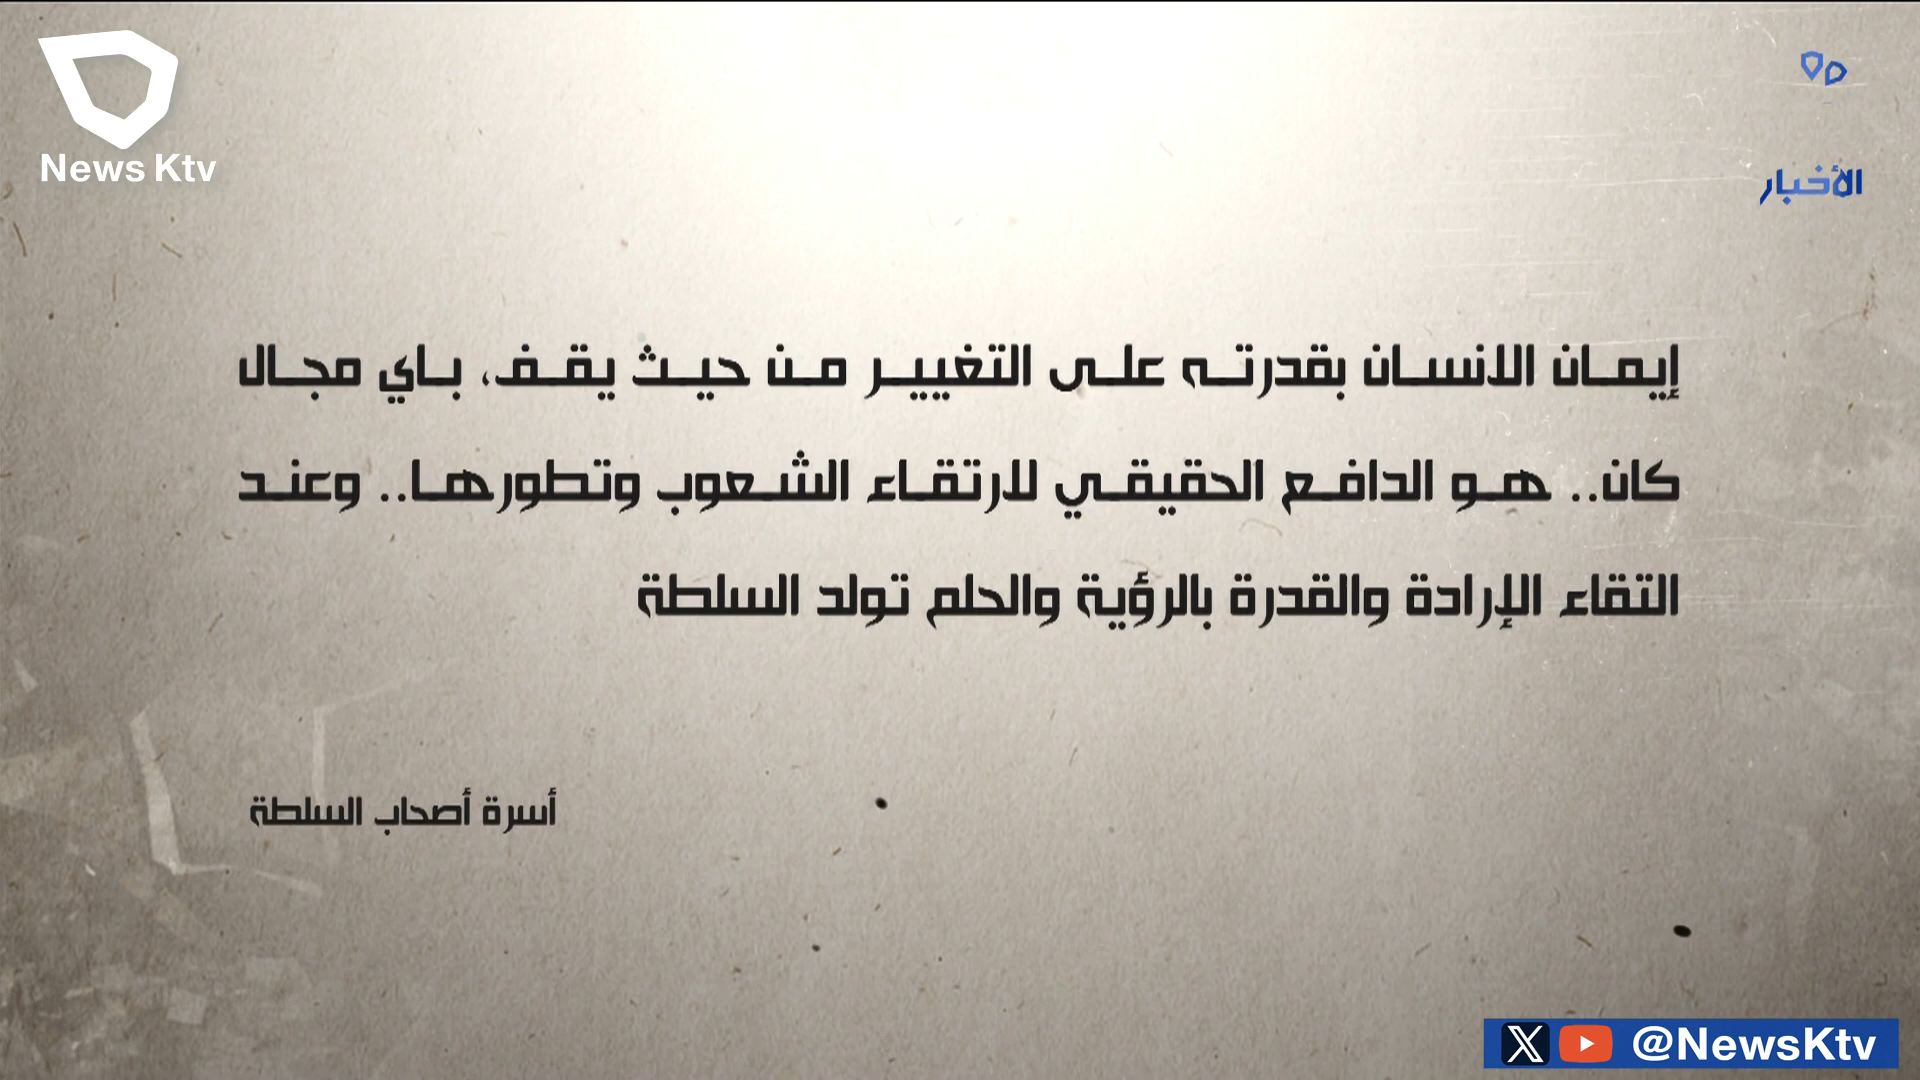 News Ktv
الأخبار
إيمان الانسان بقدرته على التغيير من حيث يقف، باي مجال
كان.. هو الدافع الحقيقي للارتقاء الشعوب وتطورها.. وعند
التقاء الإرادة والقدرة بالرؤية والحلم تولد السلطة
أسرة أصحاب السلطة
@NewsKtv